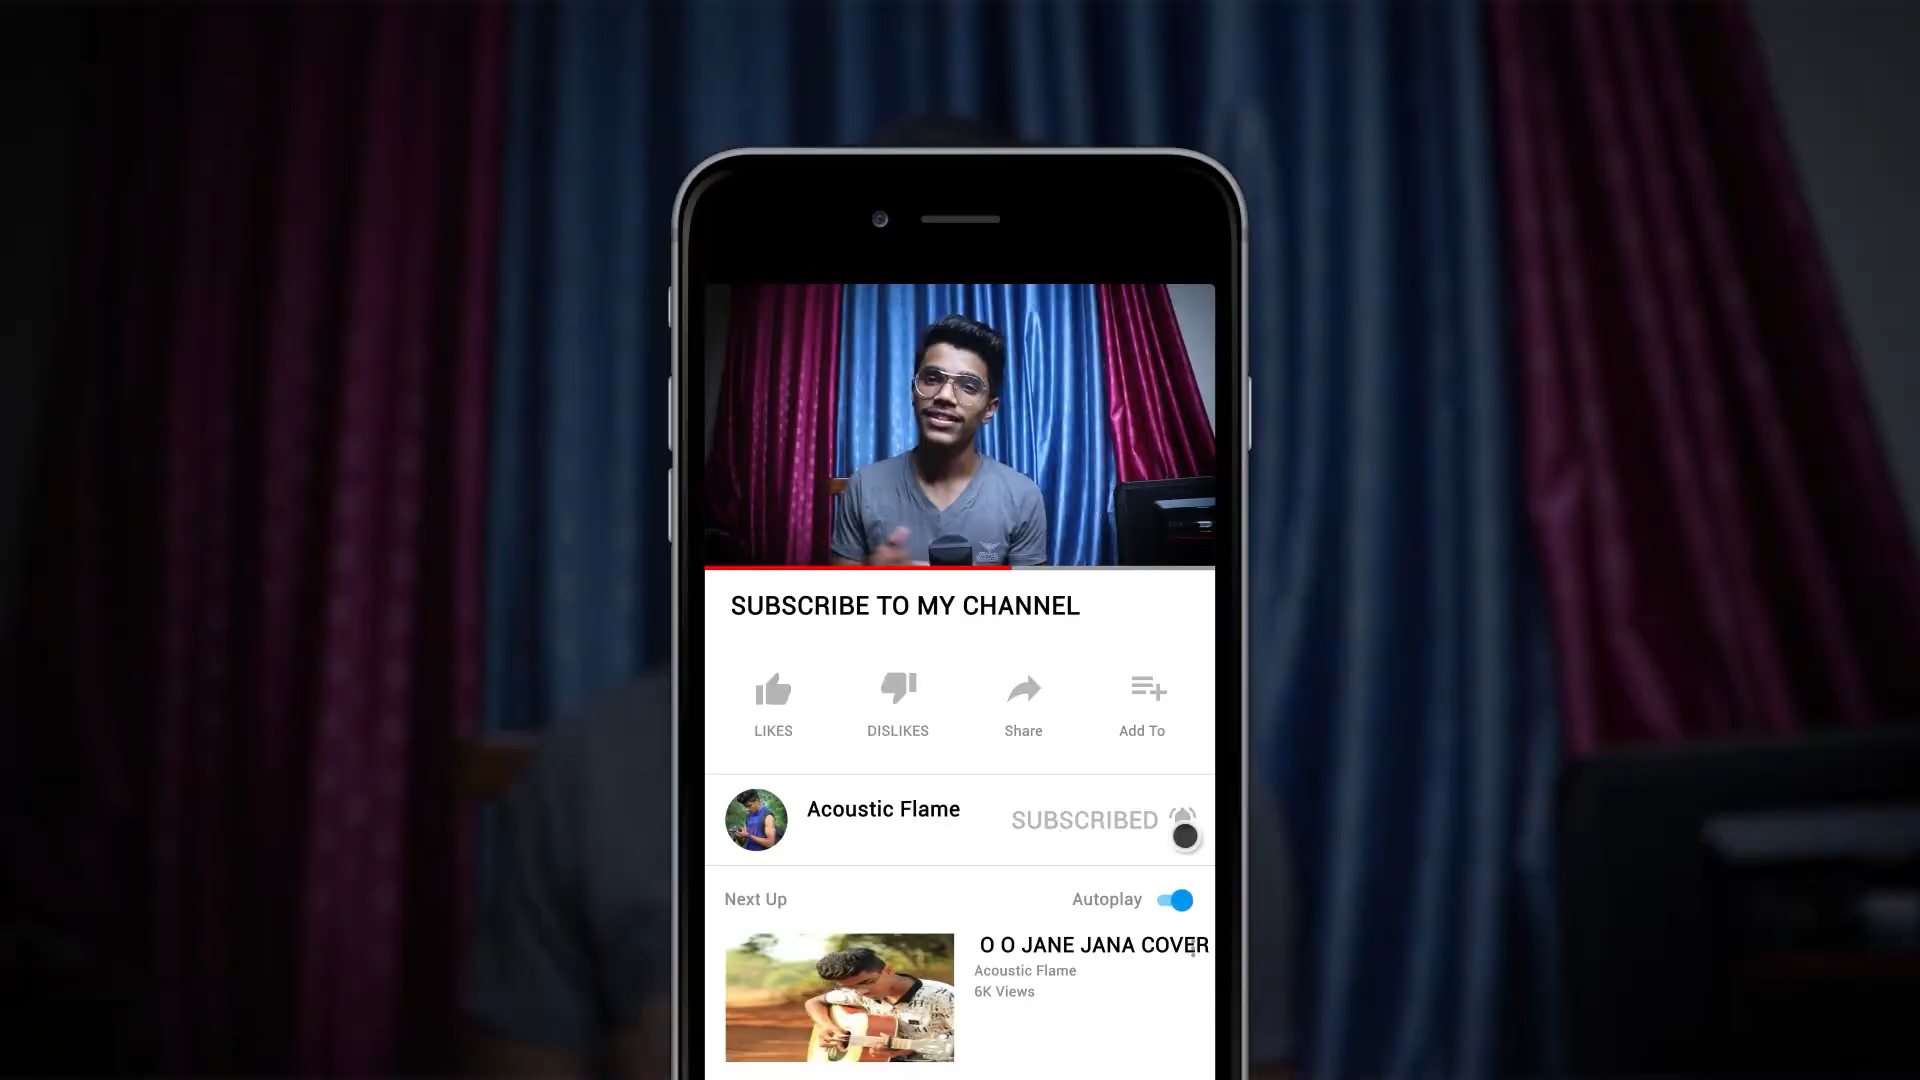 SUBSCRIBE TO MY CHANNEL
LIKES
DISLIKES
Share
Add To
Acoustic Flame
SUBSCRIBED
Next Up
Autoplay
O O JANE JANA COVER
Acoustic Flame
6K Views